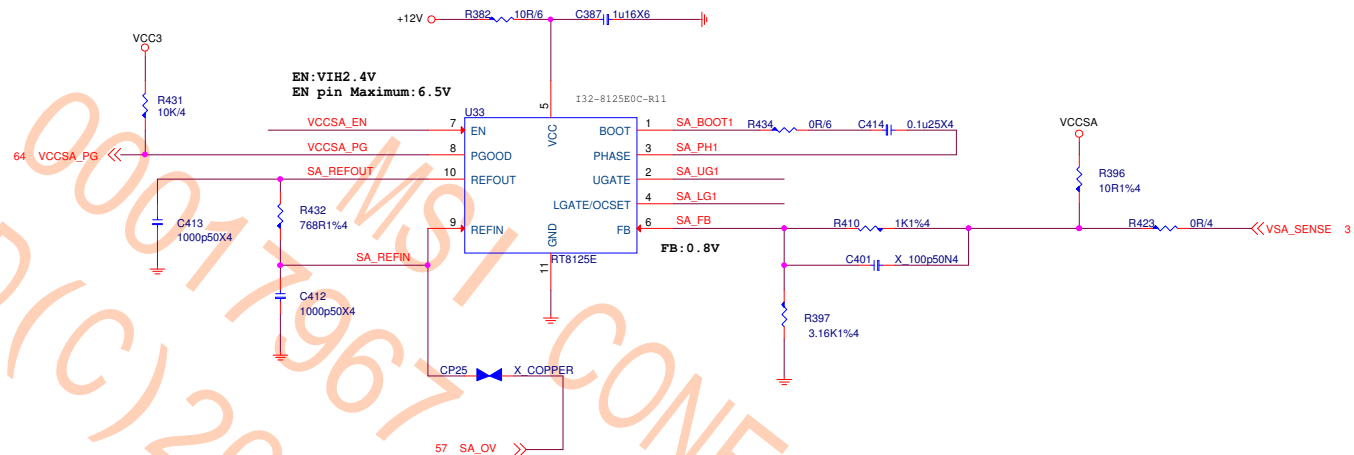 +12V
R382
10R/6
C387
1u16X6
VCC3
EN:VIH2.4V
EN pin Maximum:6.5V
R431
10K/4
I32-8125E0C-R11
U33
5
VCC
VCCSA_EN
7
EN
BOOT
1
SA_BOOT1
R434
0R/6
C414
0.1u25X4
VCCSA
64 VCCSA_PG
VCCSA_PG
8
PGOOD
PHASE
3
SA_PH1
SA_REFOUT
10
REFOUT
UGATE
2
SA_UG1
R396
10R1%4
R432
768R1%4
LGATE/OCSET
4
SA_LG1
C413
1000p50X4
9
REFIN
GND
FB
6
SA_FB
R410
1K1%4
R423
0R/4
VSA_SENSE 3
FB:0.8V
SA_REFIN
11
RT8125E
C401
X_100p50N4
C412
1000p50X4
R397
3.16K1%4
CP25
X_COPPER
57 SA_OV
000017967
MSI CONF
D(C)20